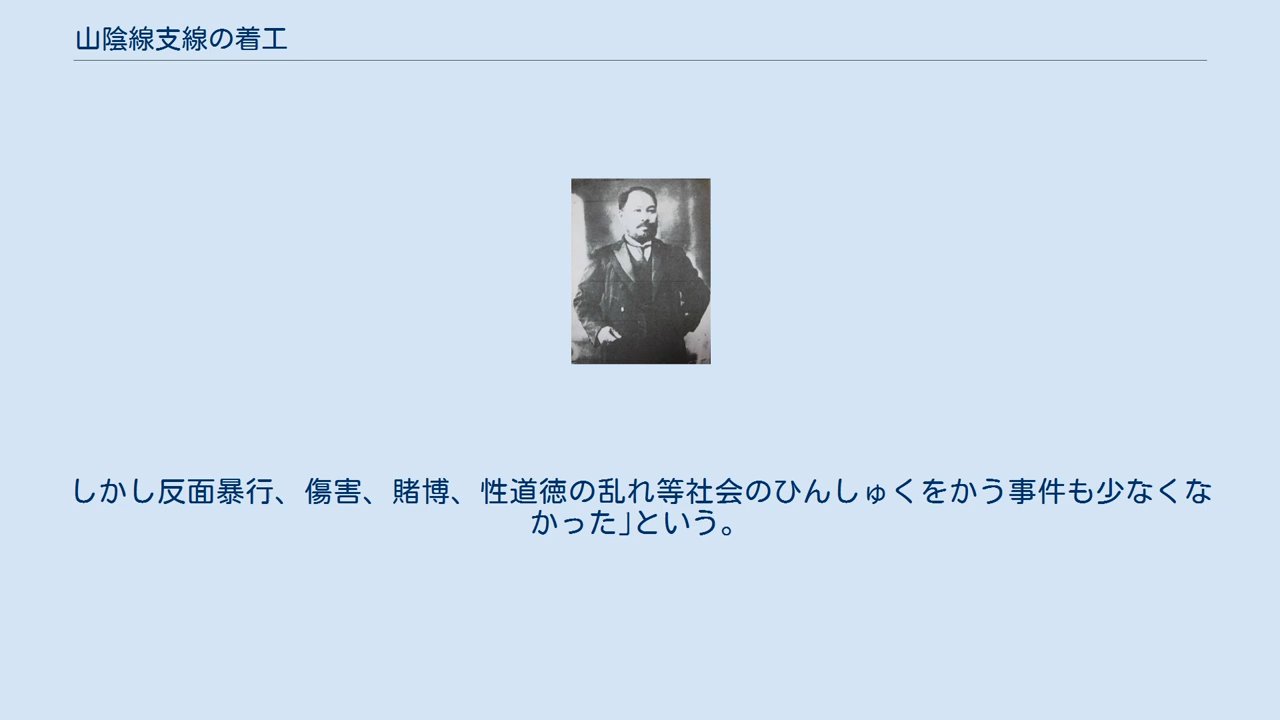 山陰線支線の着工
しかし反面暴行、傷害、賭博、性道徳の乱れ等社会のひんしゅくをかう事件も少なくな
かった」という。